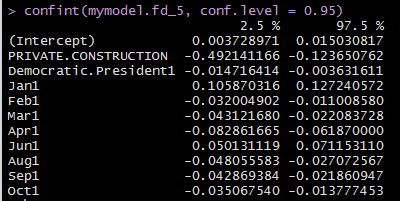 > confint(mymodel.fd_5, conf.level = 0.95)
2.5 % 97.5 %
(Intercept) 0.003728971 0.015030817
PRIVATE.CONSTRUCTION -0.492141166 -0.123650762
Democratic.President1 -0.014716414 -0.003631611
Jan1 0.105870316 0.127240572
Feb1 -0.032004902 -0.011008580
Mar1 -0.043121680 -0.022083728
Apr1 -0.082861665 -0.061870000
Jun1 0.050131119 0.071153110
Aug1 -0.048055583 -0.027072567
Sep1 -0.042869384 -0.021860947
Oct1 -0.035067540 -0.013777453